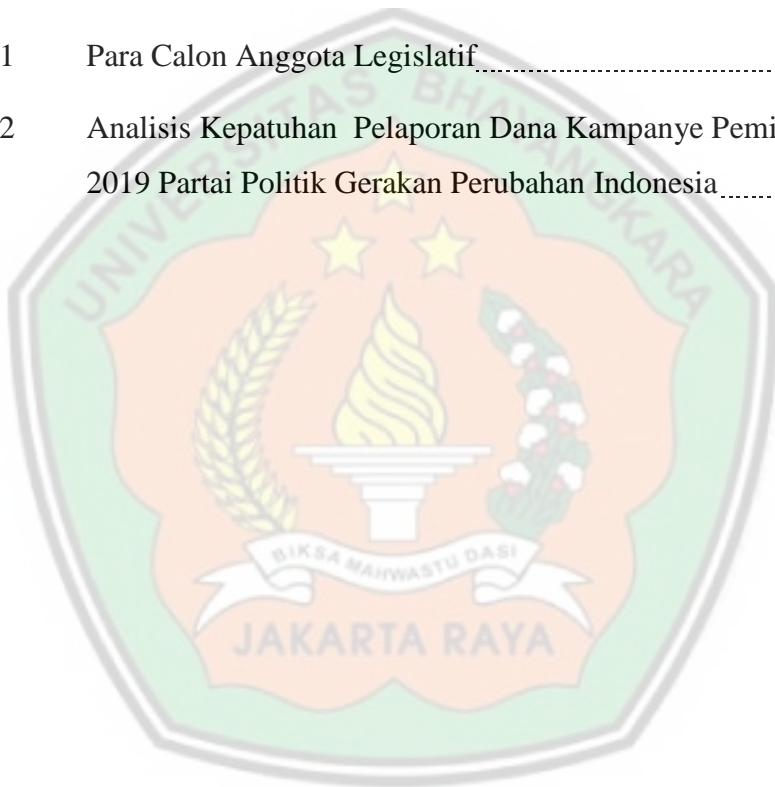 1 Para Calon Anggota Legislatif
2 Analisis Kepatuhan Pelaporan Dana Kampanye Pemi
2019 Partai Politik Gerakan Perubahan Indonesia
UNIVERSITAS BHAYANGKARA
BIKSA MAHWASTU DASI
JAKARTA RAYA